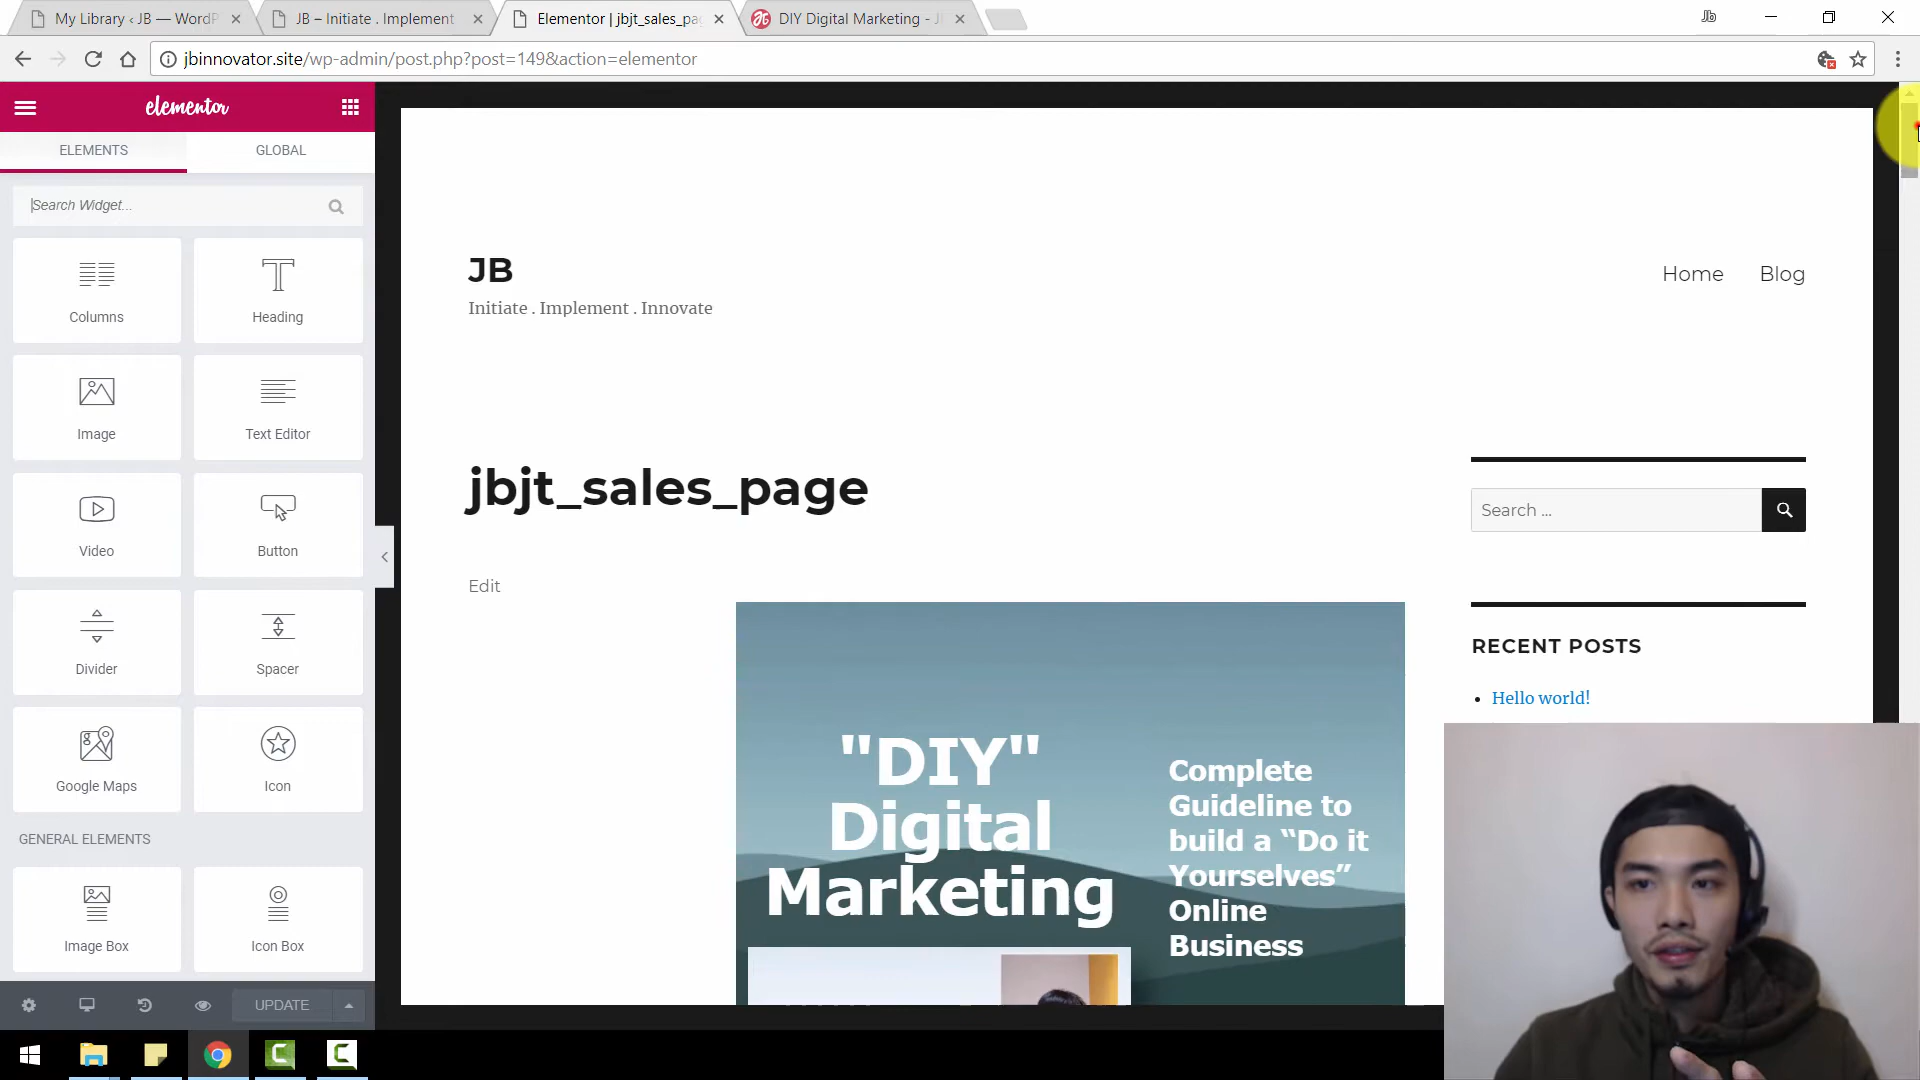 My Library ‹ JB — WordP
JB – Initiate . Implement
Elementor | jbjt_sales_pa
DIY Digital Marketing - J
Jb
jbinnovator.site/wp-admin/post.php?post=149&action=elementor
elementor
ELEMENTS
GLOBAL
Search Widget...
Columns
Heading
Image
Text Editor
Video
Button
Divider
Spacer
Google Maps
Icon
GENERAL ELEMENTS
Image Box
Icon Box
UPDATE
JB
Initiate . Implement . Innovate
Home
Blog
jbjt_sales_page
Edit
Search ...
RECENT POSTS
Hello world!
"DIY"
Digital
Marketing
Complete
Guideline to
build a “Do it
Yourselves”
Online
Business